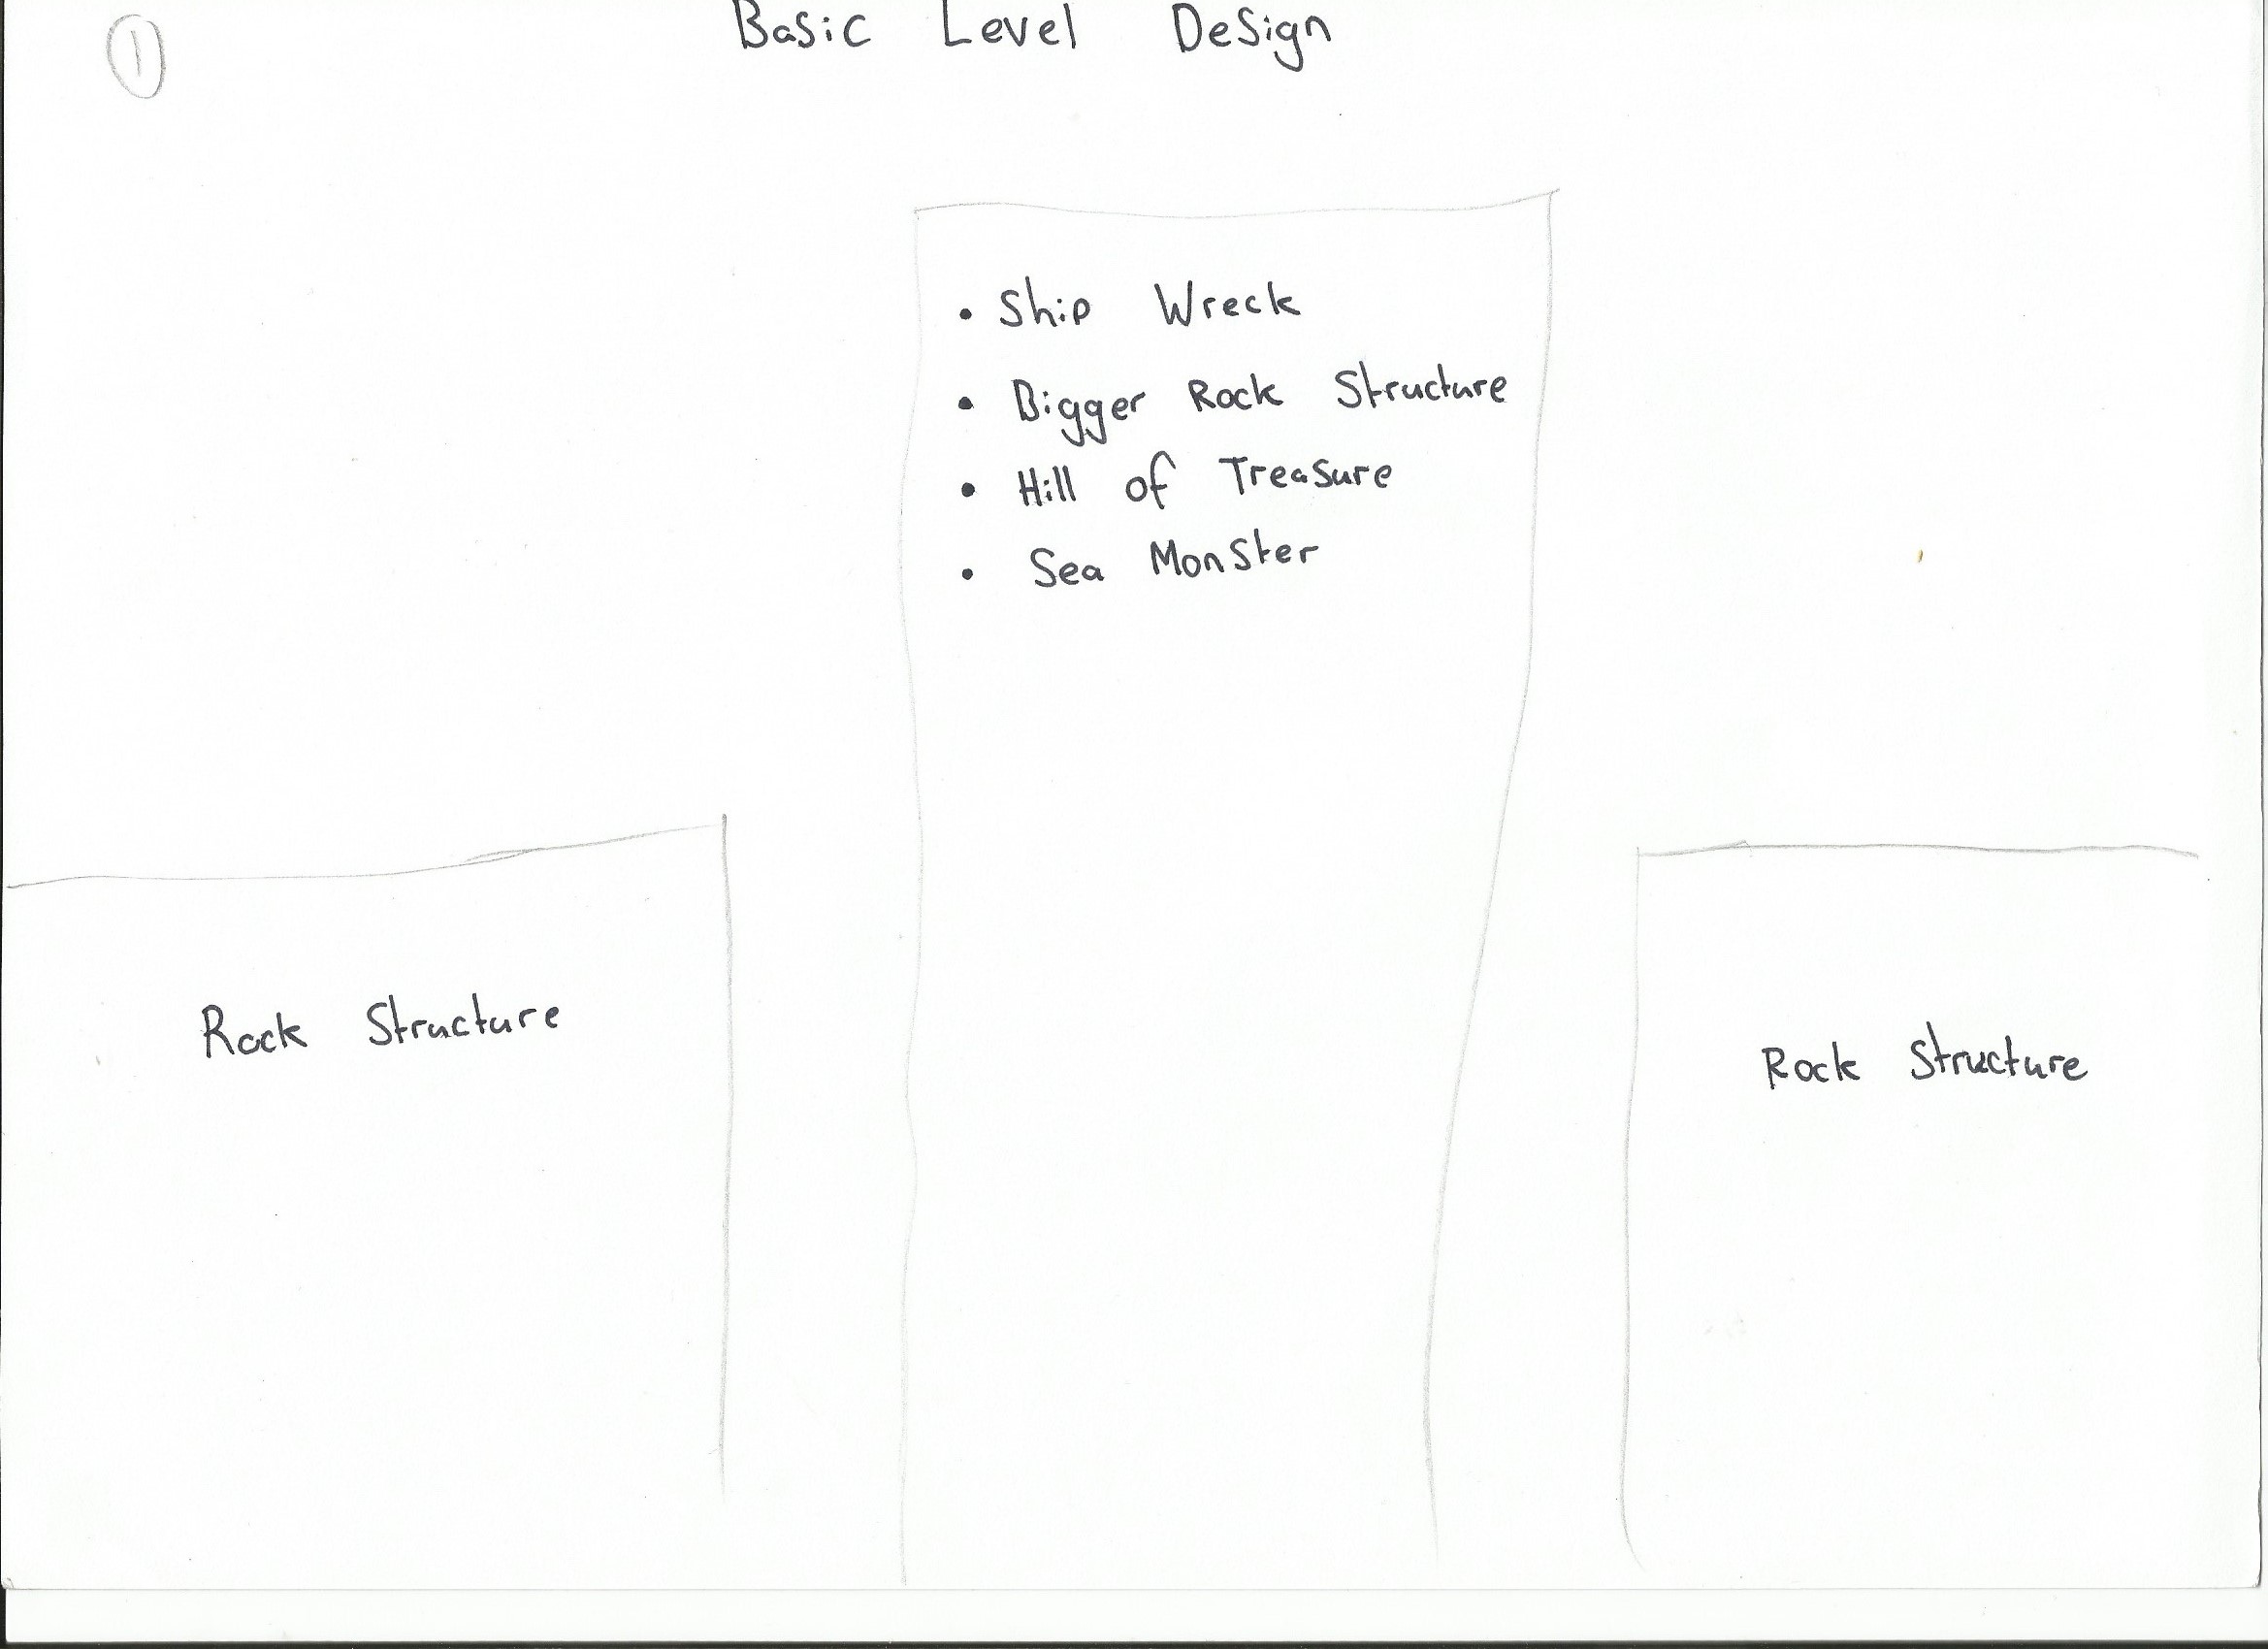 1
Basic Level Design
• Ship Wreck
• Bigger Rock Structure
• Hill of Treasure
• Sea Monster
Rock Structure
Rock Structure